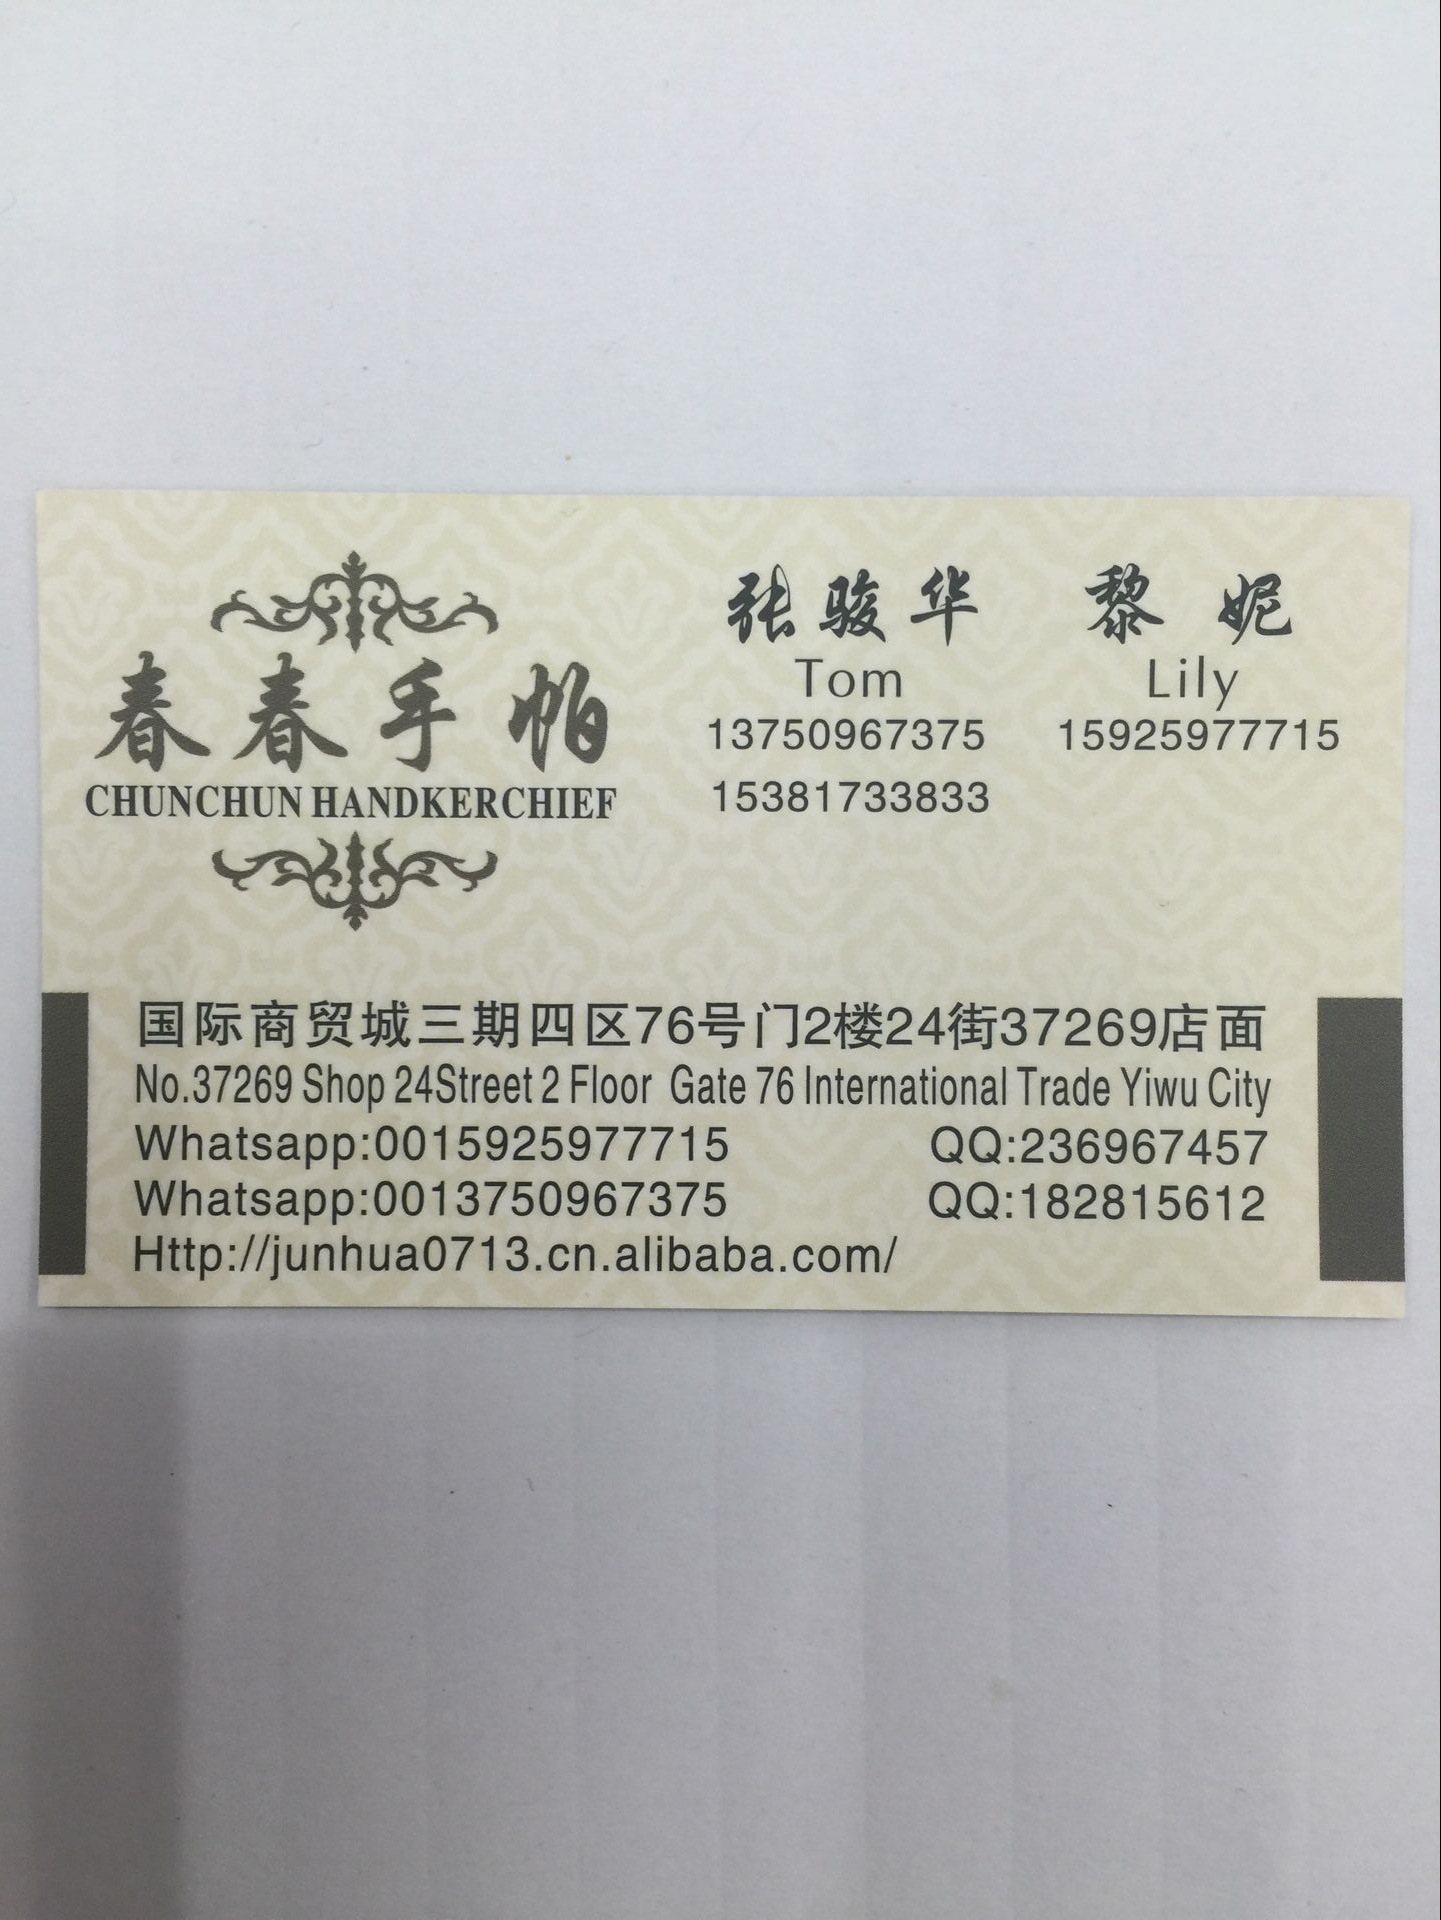 春春手帕
CHUNCHUN HANDKERCHIEF
张骏华 黎妮
Tom Lily
13750967375 15925977715
15381733833
国际商贸城三期四区76号门2楼24街37269店面
No.37269 Shop 24Street 2 Floor Gate 76 International Trade Yiwu City
Whatsapp:0015925977715 QQ:236967457
Whatsapp:0013750967375 QQ:182815612
Http://junhua0713.cn.alibaba.com/